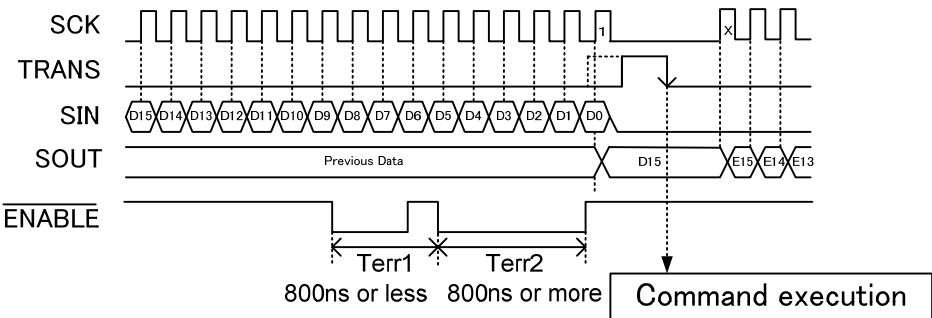 SCK 1 X
TRANS
SIN D15 D14 D13 D12 D11 D10 D9 D8 D7 D6 D5 D4 D3 D2 D1 D0
SOUT Previous Data D15 E15 E14 E13
ENABLE
Terr1 Terr2
800ns or less 800ns or more
Command execution